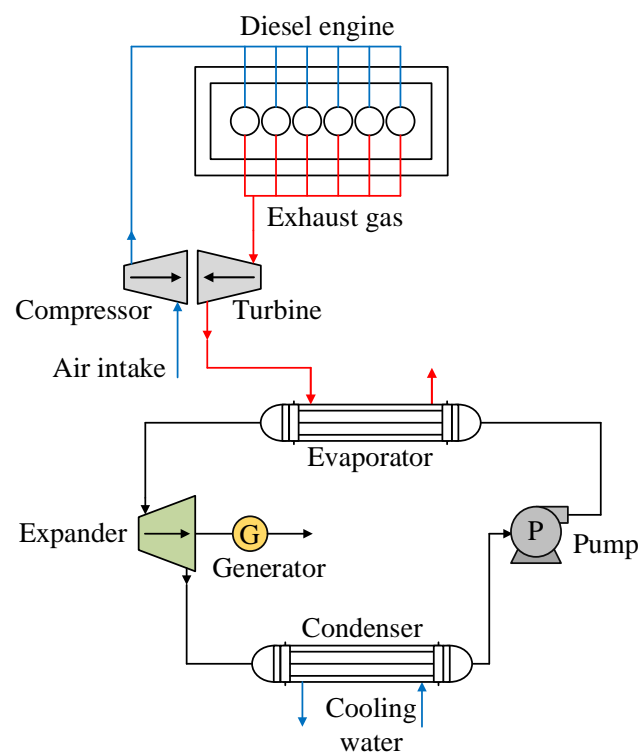 Diesel engine
Exhaust gas
Compressor
Turbine
Air intake
Evaporator
Expander
G
P
Generator
Pump
Condenser
Cooling
water